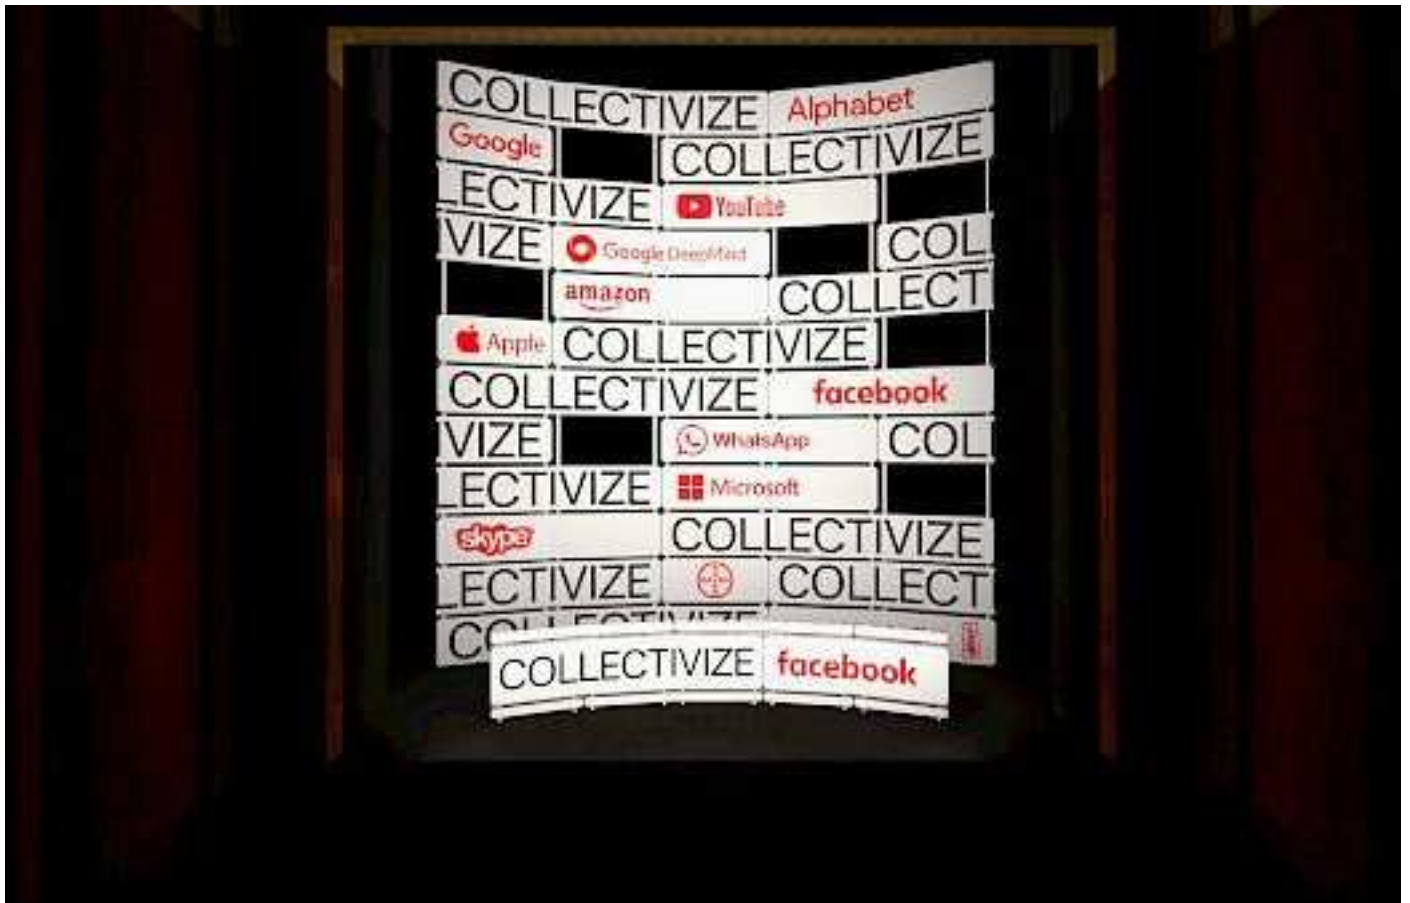 COLLECTIVIZE Alphabet
Google COLLECTIVIZE
LECTIVIZE YouTube
VIZE Google DeepMind COL
amazon COLLECT
Apple COLLECTIVIZE
COLLECTIVIZE facebook
VIZE WhatsApp COL
LECTIVIZE Microsoft
skype COLLECTIVIZE
LECTIVIZE COLLECT
COLLECTIVIZE
COLLECTIVIZE facebook